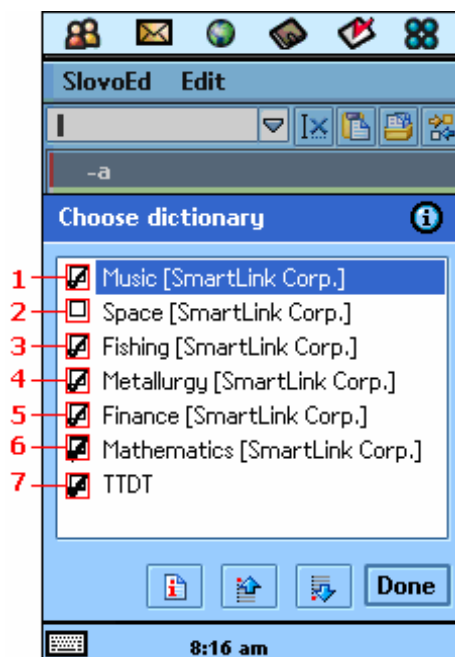 SlovoEd Edit
-a
Choose dictionary
1 Music [SmartLink Corp.]
2 Space [SmartLink Corp.]
3 Fishing [SmartLink Corp.]
4 Metallurgy [SmartLink Corp.]
5 Finance [SmartLink Corp.]
6 Mathematics [SmartLink Corp.]
7 TTDT
Done
8:16 am